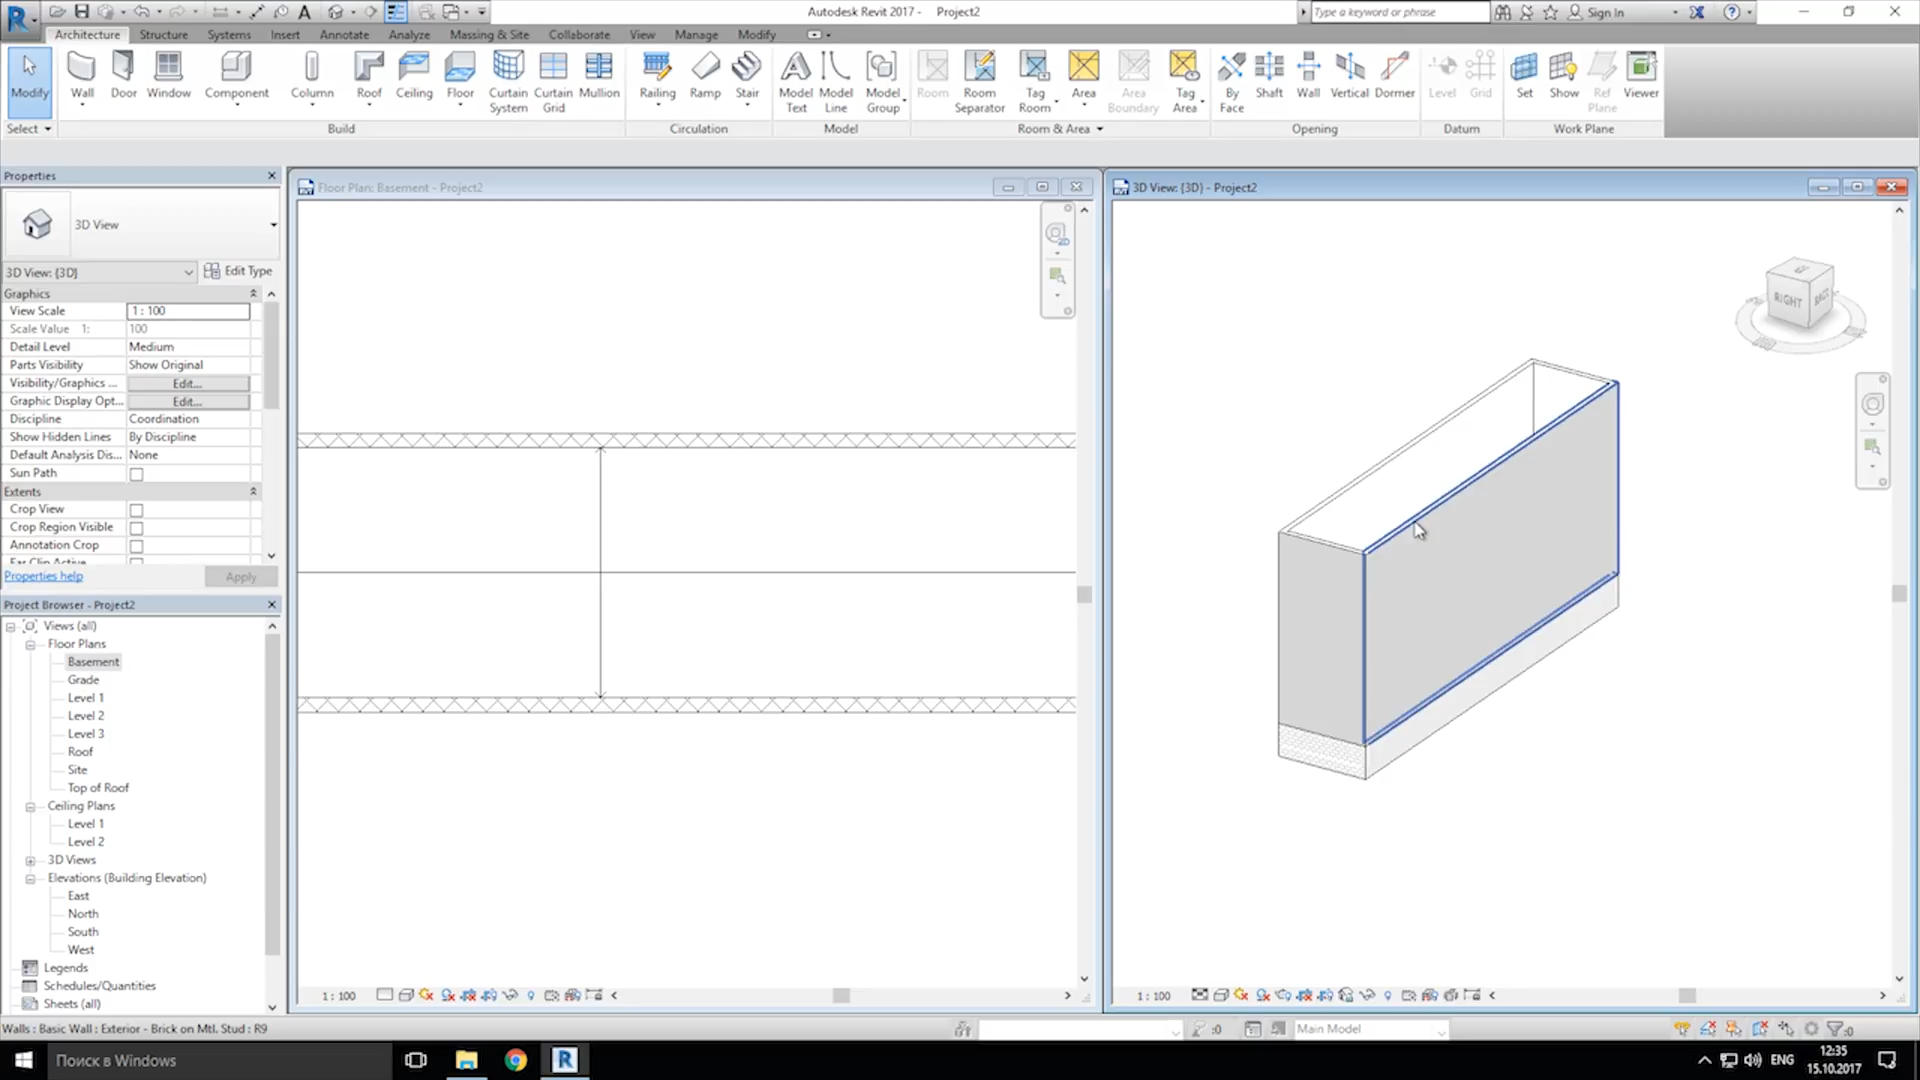 Autodesk Revit 2017 - Project2
Type a keyword or phrase
Sign In
Architecture Structure Systems Insert Annotate Analyze Massing & Site Collaborate View Manage Modify
Modify Wall Door Window Component Column Roof Ceiling Floor Curtain System Curtain Grid Mullion Railing Ramp Stair Model Text Model Line Model Group Room Room Separator Tag Room Area Area Boundary Tag Area By Face Shaft Wall Vertical Dormer Level Grid Set Show Ref Plane Viewer
Select Build Circulation Model Room & Area Opening Datum Work Plane
Properties
3D View
3D View: {3D} Edit Type
Graphics
View Scale 1 : 100
Scale Value 1: 100
Detail Level Medium
Parts Visibility Show Original
Visibility/Graphics ... Edit...
Graphic Display Opt... Edit...
Discipline Coordination
Show Hidden Lines By Discipline
Default Analysis Dis... None
Sun Path
Extents
Crop View
Crop Region Visible
Annotation Crop
Far Clip Active
Properties help Apply
Project Browser - Project2
Views (all)
Floor Plans
Basement
Grade
Level 1
Level 2
Level 3
Roof
Site
Top of Roof
Ceiling Plans
Level 1
Level 2
3D Views
Elevations (Building Elevation)
East
North
South
West
Legends
Schedules/Quantities
Sheets (all)
Floor Plan: Basement - Project2
1 : 100
3D View: {3D} - Project2
RIGHT BACK
1 : 100
Walls : Basic Wall : Exterior - Brick on Mtl. Stud : R9
:0
Main Model
:0
Поиск в Windows
ENG
12:35
15.10.2017